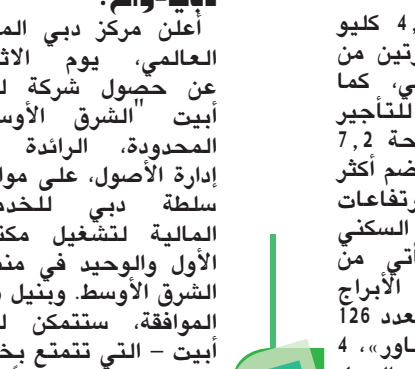 دبي-وام:
أعلن مركز دبي الم
العالمي، يوم الاث
عن حصول شركة ل
أبيت "الشرق الأوس
المحدودة، الرائدة
إدارة الأصول، على موا
سلطة دبي للخدم
المالية لتشغيل مكت
الأول والوحيد في من
الشرق الأوسط. وبنيل
الموافقة، ستتمكن ل
أبيت – التي تتمتع بخ
4, كليو
رتين من
ي، كما
للتأجير
حة 7,2
ضم أكثر
رتفاعات
السكني
أتي من
الأبراج
عدد 126
اور»، 4